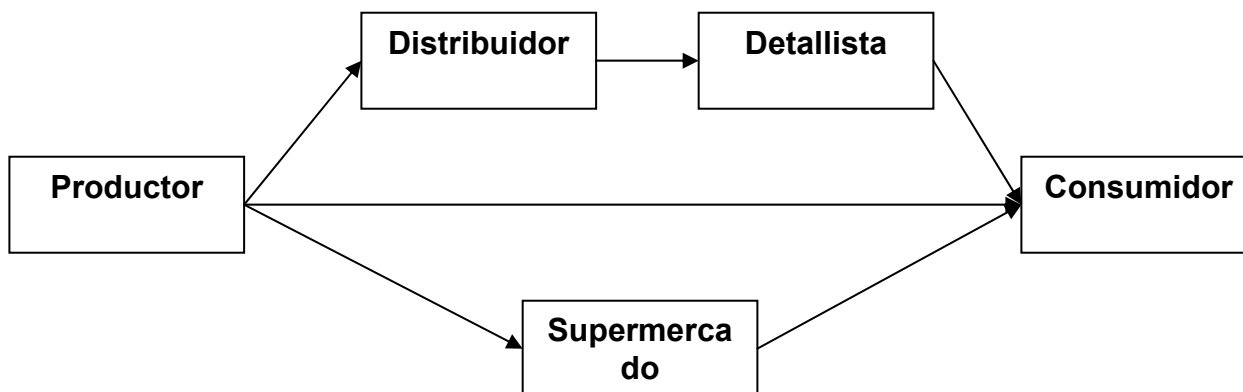 Distribuidor
Detallista
Productor
Consumidor
Supermerca
do